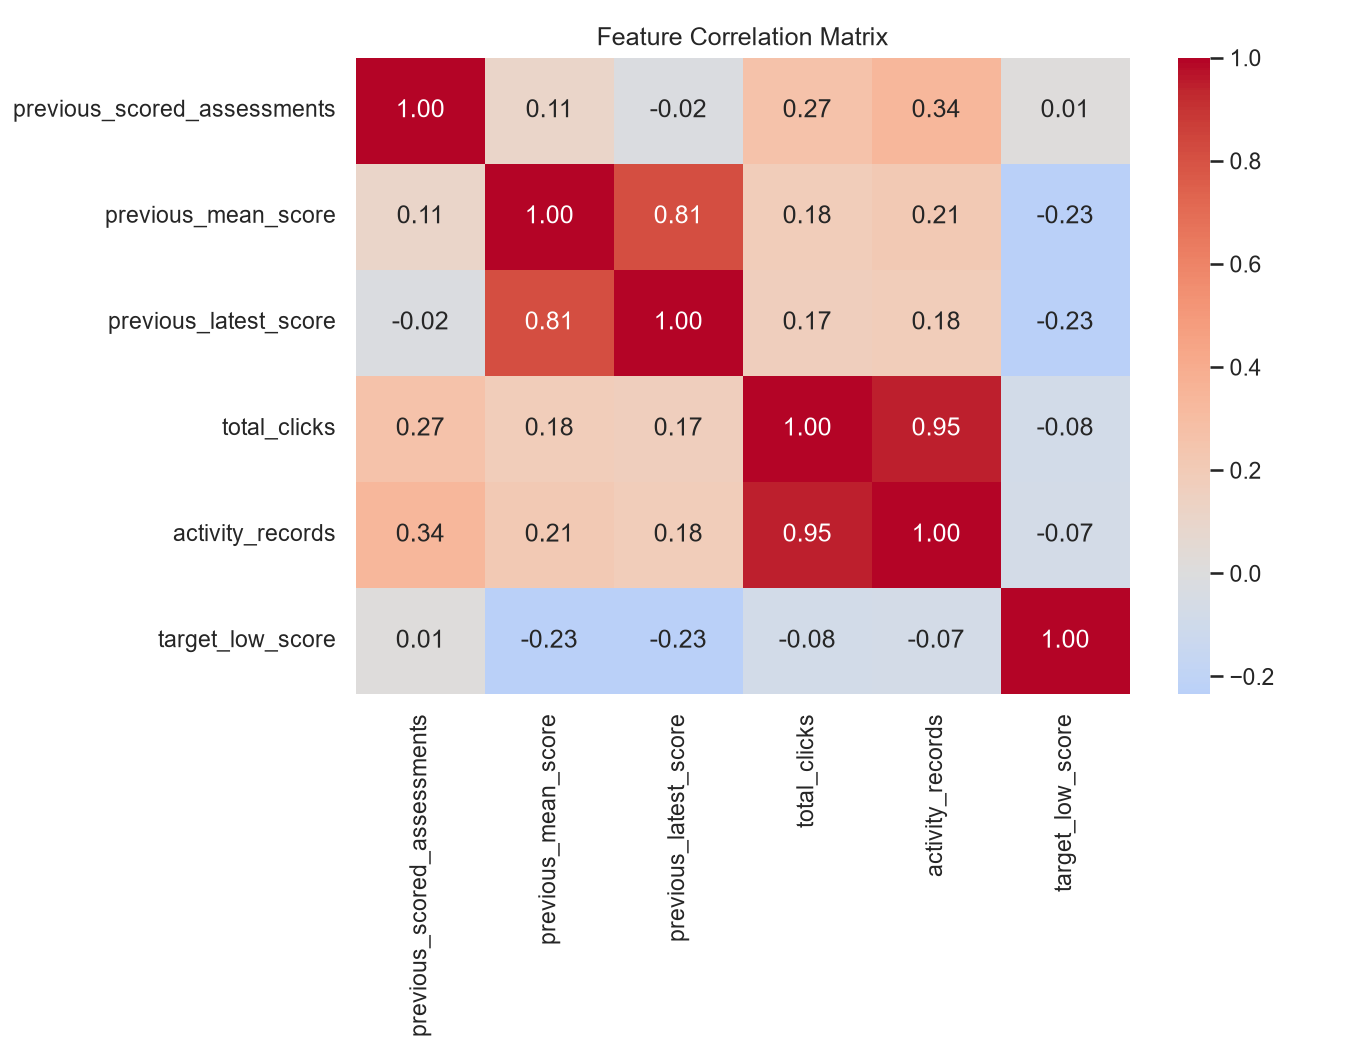 Feature Correlation Matrix
previous_scored_assessments 1.00 0.11 -0.02 0.27 0.34 0.01
previous_mean_score 0.11 1.00 0.81 0.18 0.21 -0.23
previous_latest_score -0.02 0.81 1.00 0.17 0.18 -0.23
total_clicks 0.27 0.18 0.17 1.00 0.95 -0.08
activity_records 0.34 0.21 0.18 0.95 1.00 -0.07
target_low_score 0.01 -0.23 -0.23 -0.08 -0.07 1.00
previous_scored_assessments
previous_mean_score
previous_latest_score
total_clicks
activity_records
target_low_score
1.0
0.8
0.6
0.4
0.2
0.0
−0.2